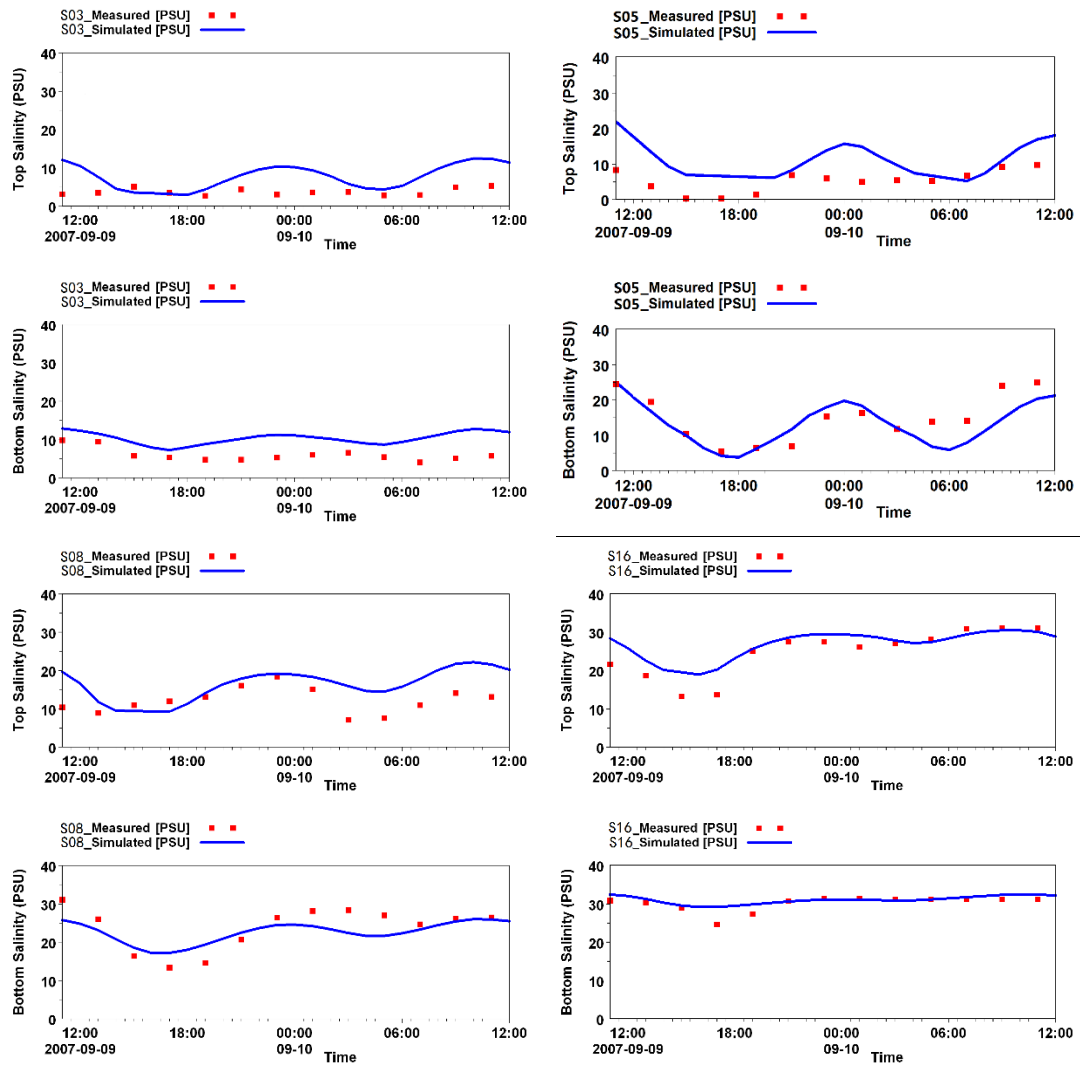 S03_Measured [PSU]
S03_Simulated [PSU]
40
30
20
10
0
Top Salinity (PSU)
12:00 18:00 00:00 06:00 12:00
2007-09-09 09-10
Time
S05_Measured [PSU]
S05_Simulated [PSU]
40
30
20
10
0
Top Salinity (PSU)
12:00 18:00 00:00 06:00 12:00
2007-09-09 09-10
Time
S03_Measured [PSU]
S03_Simulated [PSU]
40
30
20
10
0
Bottom Salinity (PSU)
12:00 18:00 00:00 06:00 12:00
2007-09-09 09-10
Time
S05_Measured [PSU]
S05_Simulated [PSU]
40
30
20
10
0
Bottom Salinity (PSU)
12:00 18:00 00:00 06:00 12:00
2007-09-09 09-10
Time
S08_Measured [PSU]
S08_Simulated [PSU]
40
30
20
10
0
Top Salinity (PSU)
12:00 18:00 00:00 06:00 12:00
2007-09-09 09-10
Time
S16_Measured [PSU]
S16_Simulated [PSU]
40
30
20
10
0
Top Salinity (PSU)
12:00 18:00 00:00 06:00 12:00
2007-09-09 09-10
Time
S08_Measured [PSU]
S08_Simulated [PSU]
40
30
20
10
0
Bottom Salinity (PSU)
12:00 18:00 00:00 06:00 12:00
2007-09-09 09-10
Time
S16_Measured [PSU]
S16_Simulated [PSU]
40
30
20
10
0
Bottom Salinity (PSU)
12:00 18:00 00:00 06:00 12:00
2007-09-09 09-10
Time